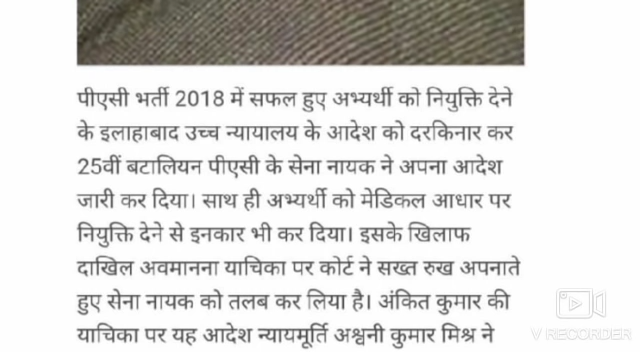 पीएसी भर्ती 2018 में सफल हुए अभ्यर्थी को नियुक्ति देने
के इलाहाबाद उच्च न्यायालय के आदेश को दरकिनार कर
25वीं बटालियन पीएसी के सेना नायक ने अपना आदेश
जारी कर दिया। साथ ही अभ्यर्थी को मेडिकल आधार पर
नियुक्ति देने से इनकार भी कर दिया। इसके खिलाफ
दाखिल अवमानना याचिका पर कोर्ट ने सख्त रुख अपनाते
हुए सेना नायक को तलब कर लिया है। अंकित कुमार की
याचिका पर यह आदेश न्यायमूर्ति अश्वनी कुमार मिश्र ने
V RECORDER